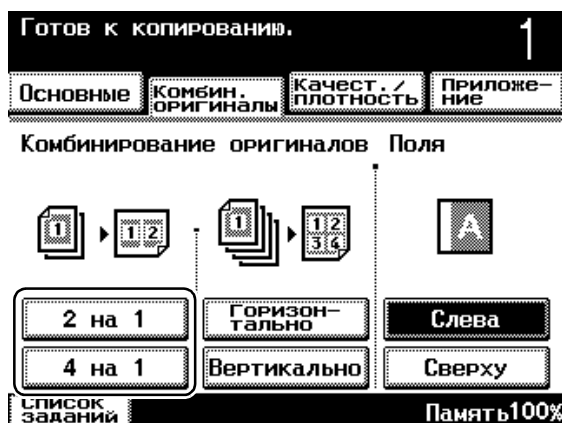 Готов к копированию. 1
Основные Комбин. оригиналы Качест./плотность Приложе-ние
Комбинирование оригиналов Поля
1 1 2 1 1 2 3 4 A
2 на 1 Горизон-тально Слева
4 на 1 Вертикально Сверху
Список заданий Память100%